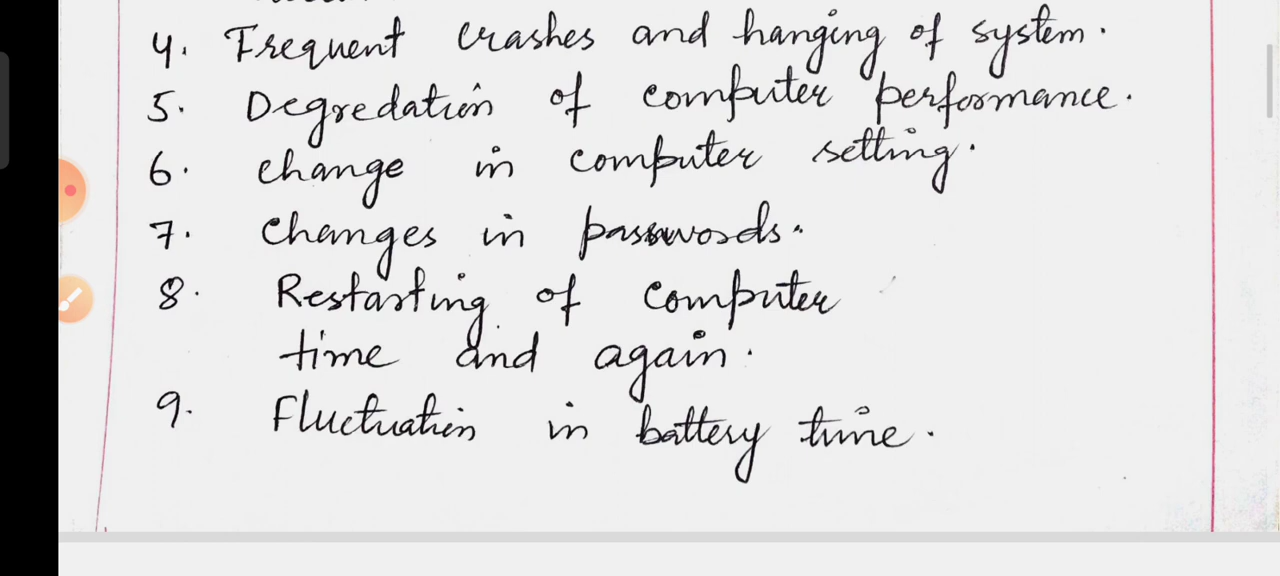 4. Frequent crashes and hanging of system.
5. Degredation of computer performance.
6. change in computer setting.
7. changes in passwords.
8. Restarting of computer
time and again.
9. Fluctuation in battery time.